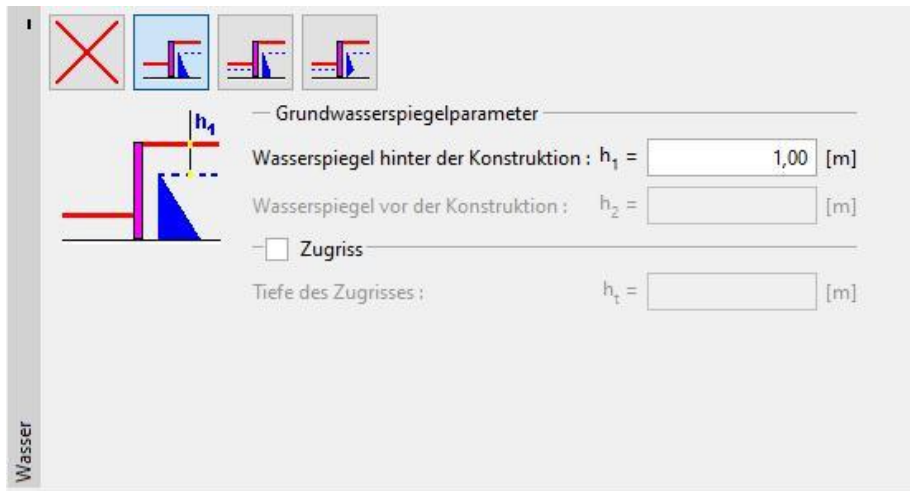 h1
Grundwasserspiegelparameter
Wasserspiegel hinter der Konstruktion : h1 = 1,00 [m]
Wasserspiegel vor der Konstruktion : h2 = [m]
Zugriss
Tiefe des Zugrisses : ht = [m]
Wasser